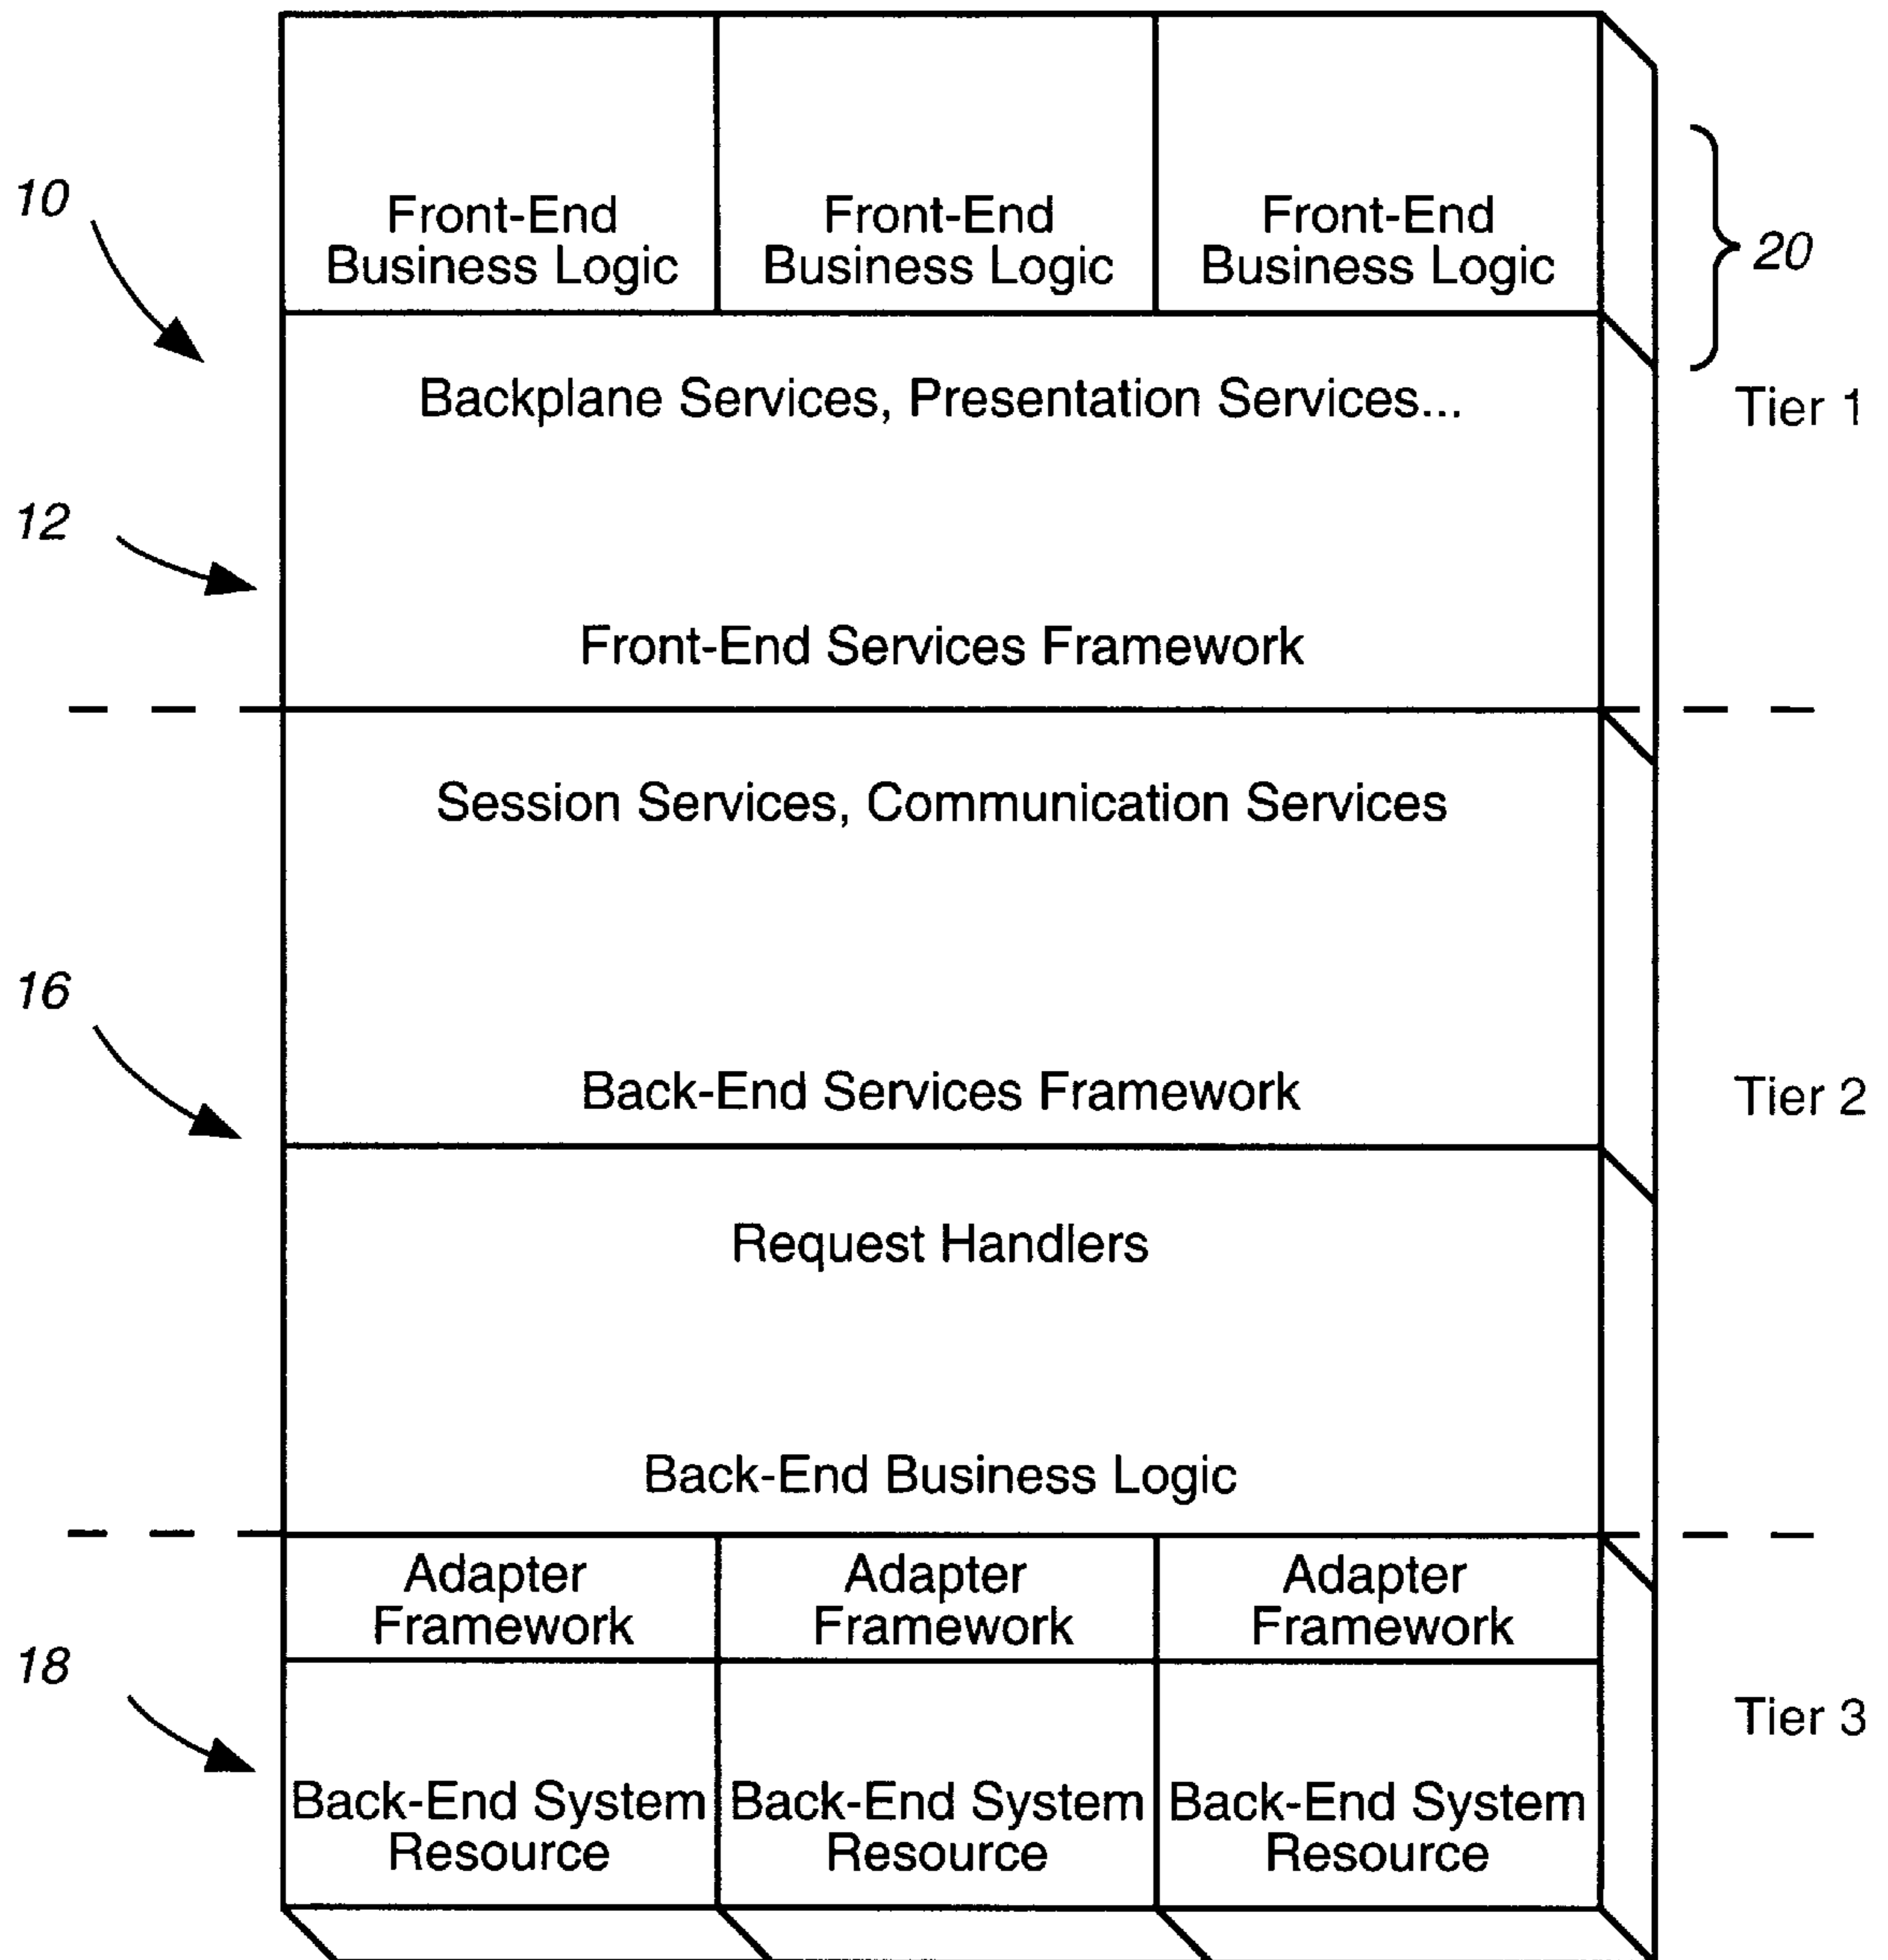 10
Front-End
Business Logic
Front-End
Business Logic
Front-End
Business Logic
20
Backplane Services, Presentation Services...
Tier 1
12
Front-End Services Framework
Session Services, Communication Services
16
Back-End Services Framework
Tier 2
Request Handlers
Back-End Business Logic
Adapter
Framework
Adapter
Framework
Adapter
Framework
18
Tier 3
Back-End System
Resource
Back-End System
Resource
Back-End System
Resource